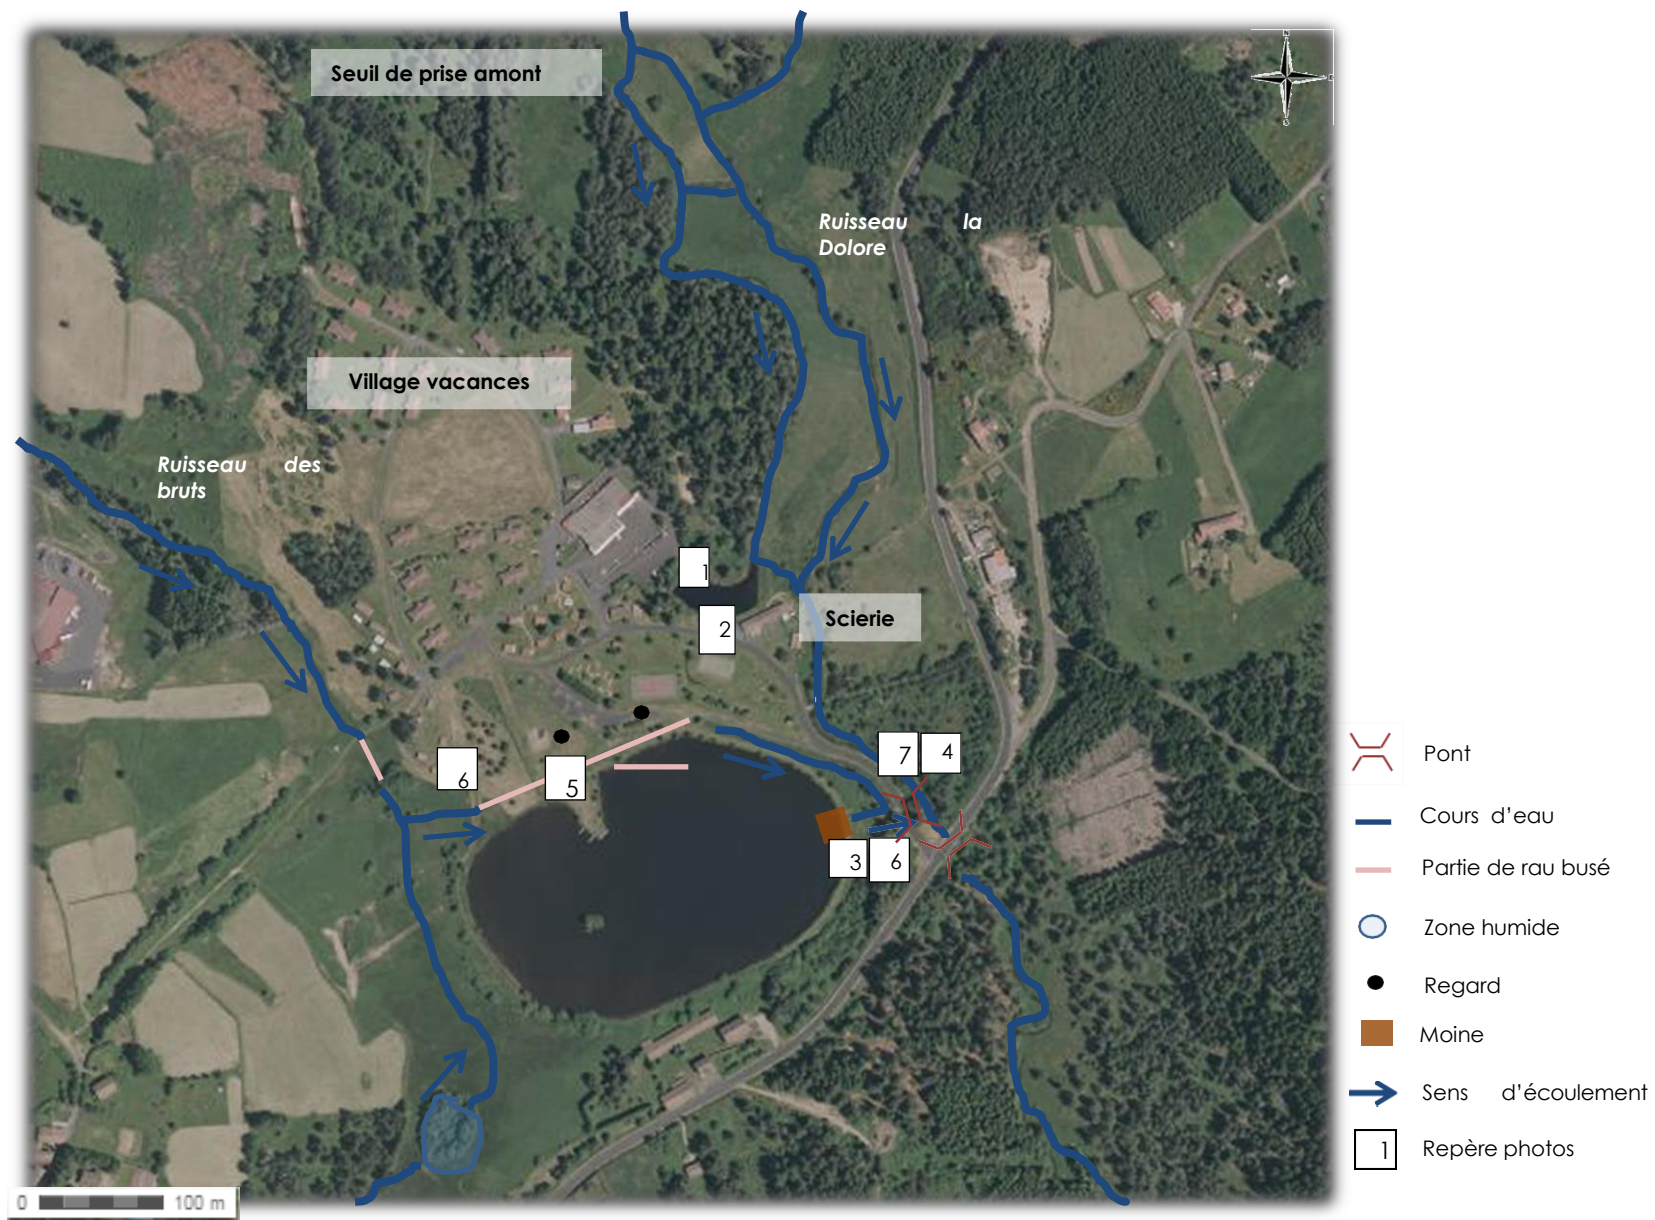 Seuil de prise amont
Ruisseau la
Dolore
Village vacances
Ruisseau des
bruts
1
2
Scierie
7
4
6
5
3
6
Pont
Cours d'eau
Partie de rau busé
Zone humide
Regard
Moine
Sens d'écoulement
1
Repère photos
0
100 m